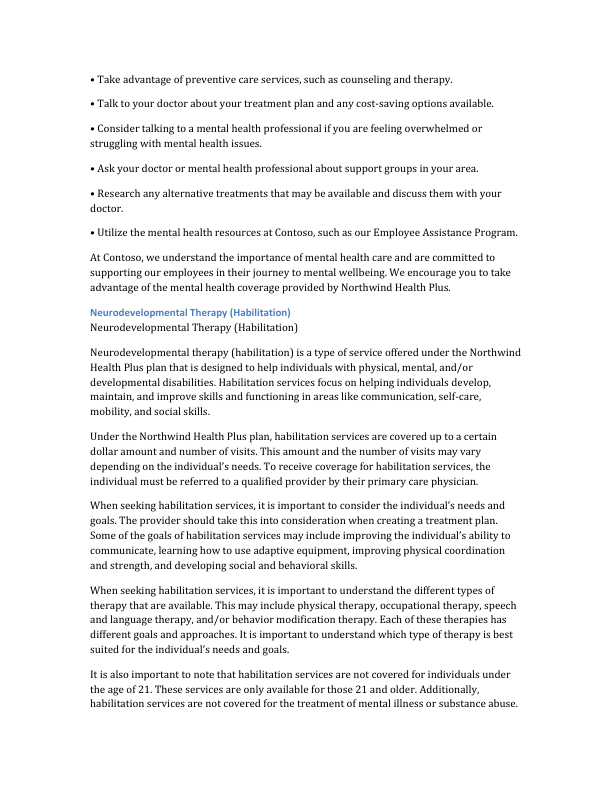 • Take advantage of preventive care services, such as counseling and therapy.
• Talk to your doctor about your treatment plan and any cost-saving options available.
• Consider talking to a mental health professional if you are feeling overwhelmed or
struggling with mental health issues.
• Ask your doctor or mental health professional about support groups in your area.
• Research any alternative treatments that may be available and discuss them with your
doctor.
• Utilize the mental health resources at Contoso, such as our Employee Assistance Program.
At Contoso, we understand the importance of mental health care and are committed to
supporting our employees in their journey to mental wellbeing. We encourage you to take
advantage of the mental health coverage provided by Northwind Health Plus.
Neurodevelopmental Therapy (Habilitation)
Neurodevelopmental Therapy (Habilitation)
Neurodevelopmental therapy (habilitation) is a type of service offered under the Northwind
Health Plus plan that is designed to help individuals with physical, mental, and/or
developmental disabilities. Habilitation services focus on helping individuals develop,
maintain, and improve skills and functioning in areas like communication, self-care,
mobility, and social skills.
Under the Northwind Health Plus plan, habilitation services are covered up to a certain
dollar amount and number of visits. This amount and the number of visits may vary
depending on the individual's needs. To receive coverage for habilitation services, the
individual must be referred to a qualified provider by their primary care physician.
When seeking habilitation services, it is important to consider the individual's needs and
goals. The provider should take this into consideration when creating a treatment plan.
Some of the goals of habilitation services may include improving the individual's ability to
communicate, learning how to use adaptive equipment, improving physical coordination
and strength, and developing social and behavioral skills.
When seeking habilitation services, it is important to understand the different types of
therapy that are available. This may include physical therapy, occupational therapy, speech
and language therapy, and/or behavior modification therapy. Each of these therapies has
different goals and approaches. It is important to understand which type of therapy is best
suited for the individual's needs and goals.
It is also important to note that habilitation services are not covered for individuals under
the age of 21. These services are only available for those 21 and older. Additionally,
habilitation services are not covered for the treatment of mental illness or substance abuse.